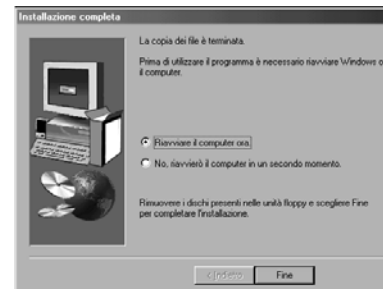 Installazione completa
La copia dei file è terminata.
Prima di utilizzare il programma è necessario riavviare Windows o
il computer.
Riavviare il computer ora.
No, riavvierò il computer in un secondo momento.
Rimuovere i dischi presenti nelle unità floppy e scegliere Fine
per completare l'installazione.
< Indietro
Fine